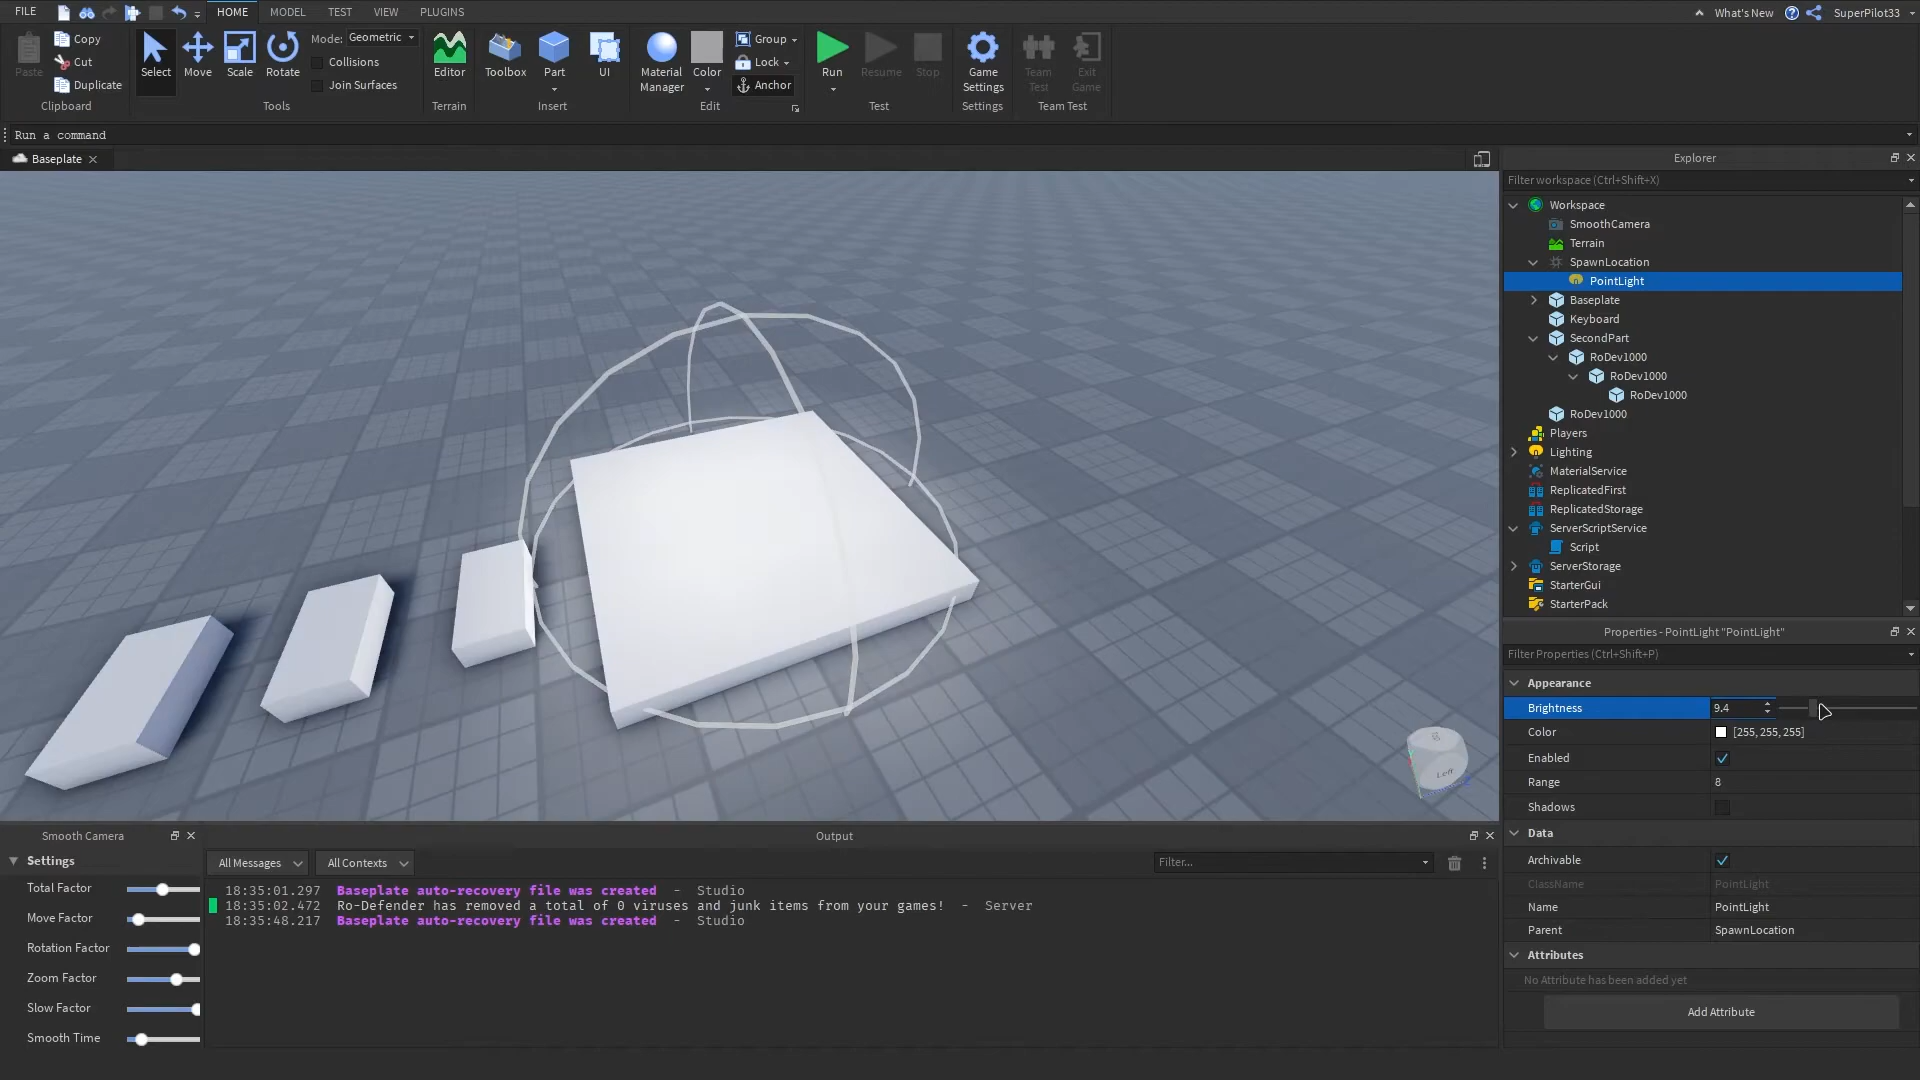 FILE
HOME
MODEL
TEST
VIEW
PLUGINS
What's New
SuperPilot33
Paste
Copy
Cut
Duplicate
Clipboard
Select
Move
Scale
Rotate
Mode: Geometric
Collisions
Join Surfaces
Tools
Editor
Terrain
Toolbox
Part
UI
Insert
Material
Manager
Color
Group
Lock
Anchor
Edit
Run
Resume
Stop
Test
Game
Settings
Settings
Team
Test
Exit
Game
Team Test
Run a command
Baseplate
Left
Explorer
Filter workspace (Ctrl+Shift+X)
Workspace
SmoothCamera
Terrain
SpawnLocation
PointLight
Baseplate
Keyboard
SecondPart
RoDev1000
RoDev1000
RoDev1000
RoDev1000
Players
Lighting
MaterialService
ReplicatedFirst
ReplicatedStorage
ServerScriptService
Script
ServerStorage
StarterGui
StarterPack
Properties - PointLight "PointLight"
Filter Properties (Ctrl+Shift+P)
Appearance
Brightness 9.4
Color [255, 255, 255]
Enabled
Range 8
Shadows
Data
Archivable
ClassName PointLight
Name PointLight
Parent SpawnLocation
Attributes
No Attribute has been added yet
Add Attribute
Smooth Camera
Settings
Total Factor
Move Factor
Rotation Factor
Zoom Factor
Slow Factor
Smooth Time
Output
All Messages
All Contexts
Filter...
18:35:01.297 Baseplate auto-recovery file was created - Studio
18:35:02.472 Ro-Defender has removed a total of 0 viruses and junk items from your games! - Server
18:35:48.217 Baseplate auto-recovery file was created - Studio